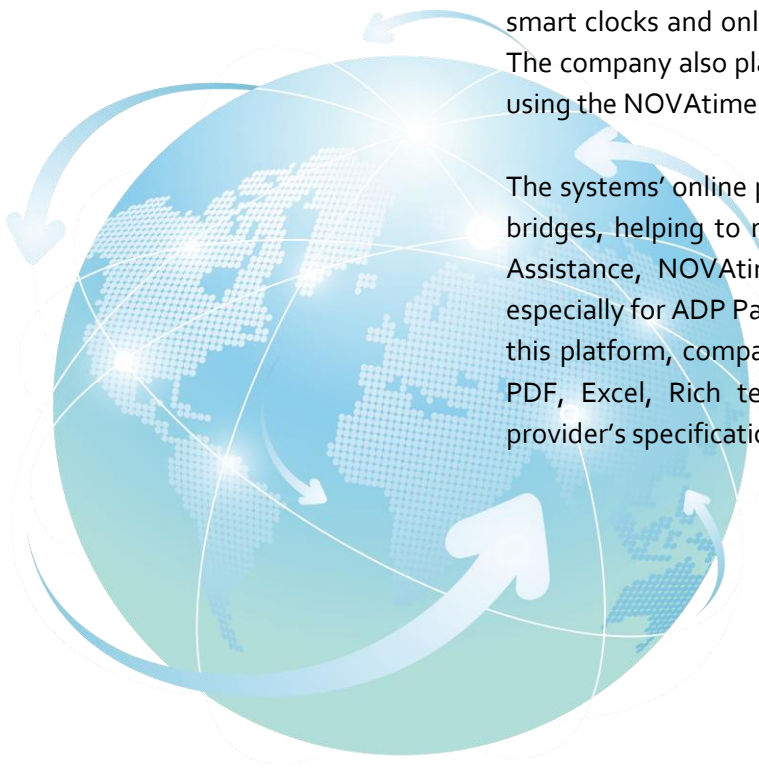 smart clocks and onl
The company also pla
using the NOVAtime
The systems’ online p
bridges, helping to r
Assistance, NOVAti
especially for ADP Pa
this platform, compa
PDF, Excel, Rich te
provider’s specificatio